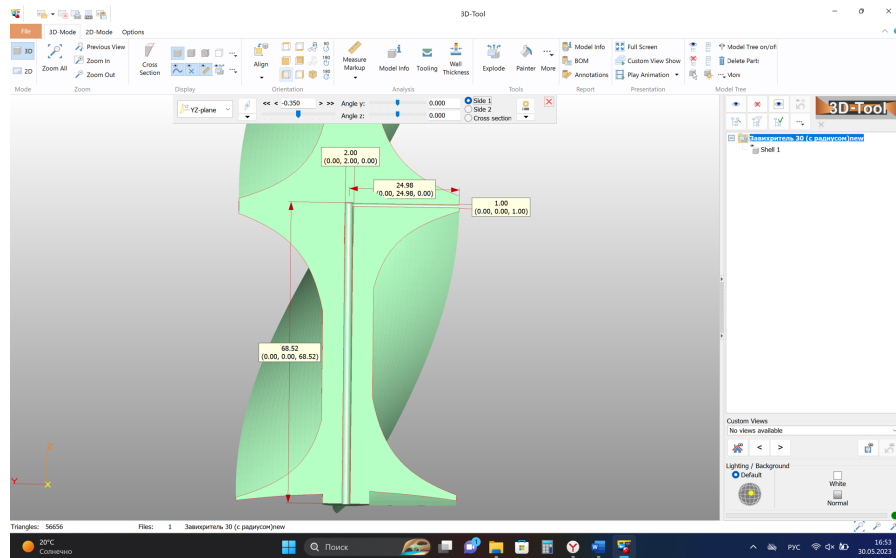 3D-Tool
File
3D-Mode
2D-Mode
Options
3D
2D
Mode
Zoom All
Previous View
Zoom In
Zoom Out
Zoom
Cross
Section
Display
Align
90
180
180
Orientation
Measure
Markup
Model Info
Tooling
Wall
Thickness
Analysis
Explode
Painter
More
Tools
Model Info
BOM
Annotations
Report
Full Screen
Custom View Show
Play Animation
Presentation
Model Tree on/off
Delete Parts
More
Model Tree
YZ-plane
<< < -0.350 > >>
Angle y:
0.000
Angle z:
0.000
Side 1
Side 2
Cross section
3D-Tool
Завихритель 30 (с радиусом)new
Shell 1
2.00
(0.00, 2.00, 0.00)
24.98
(0.00, 24.98, 0.00)
1.00
(0.00, 0.00, 1.00)
68.52
(0.00, 0.00, 68.52)
Z
Y
X
Custom Views
No views available
<
>
Lighting / Background
Default
White
Normal
Triangles: 56656
Files: 1
Завихритель 30 (с радиусом)new
20°C
Солнечно
Поиск
РУС
16:53
30.05.2023